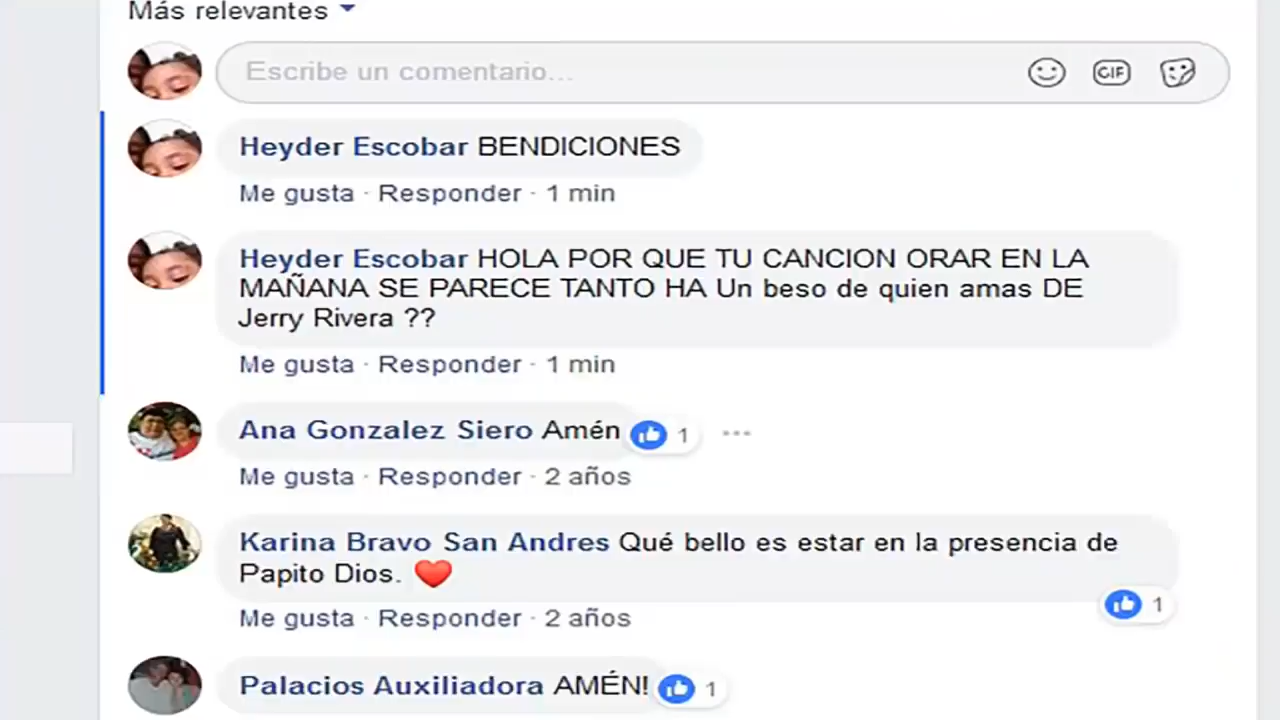 Más relevantes
Escribe un comentario...
GIF
Heyder Escobar BENDICIONES
Me gusta · Responder · 1 min
Heyder Escobar HOLA POR QUE TU CANCION ORAR EN LA
MAÑANA SE PARECE TANTO HA Un beso de quien amas DE
Jerry Rivera ??
Me gusta · Responder · 1 min
Ana Gonzalez Siero Amén 1
Me gusta · Responder · 2 años
Karina Bravo San Andres Qué bello es estar en la presencia de
Papito Dios. ❤️
1
Me gusta · Responder · 2 años
Palacios Auxiliadora AMÉN! 1